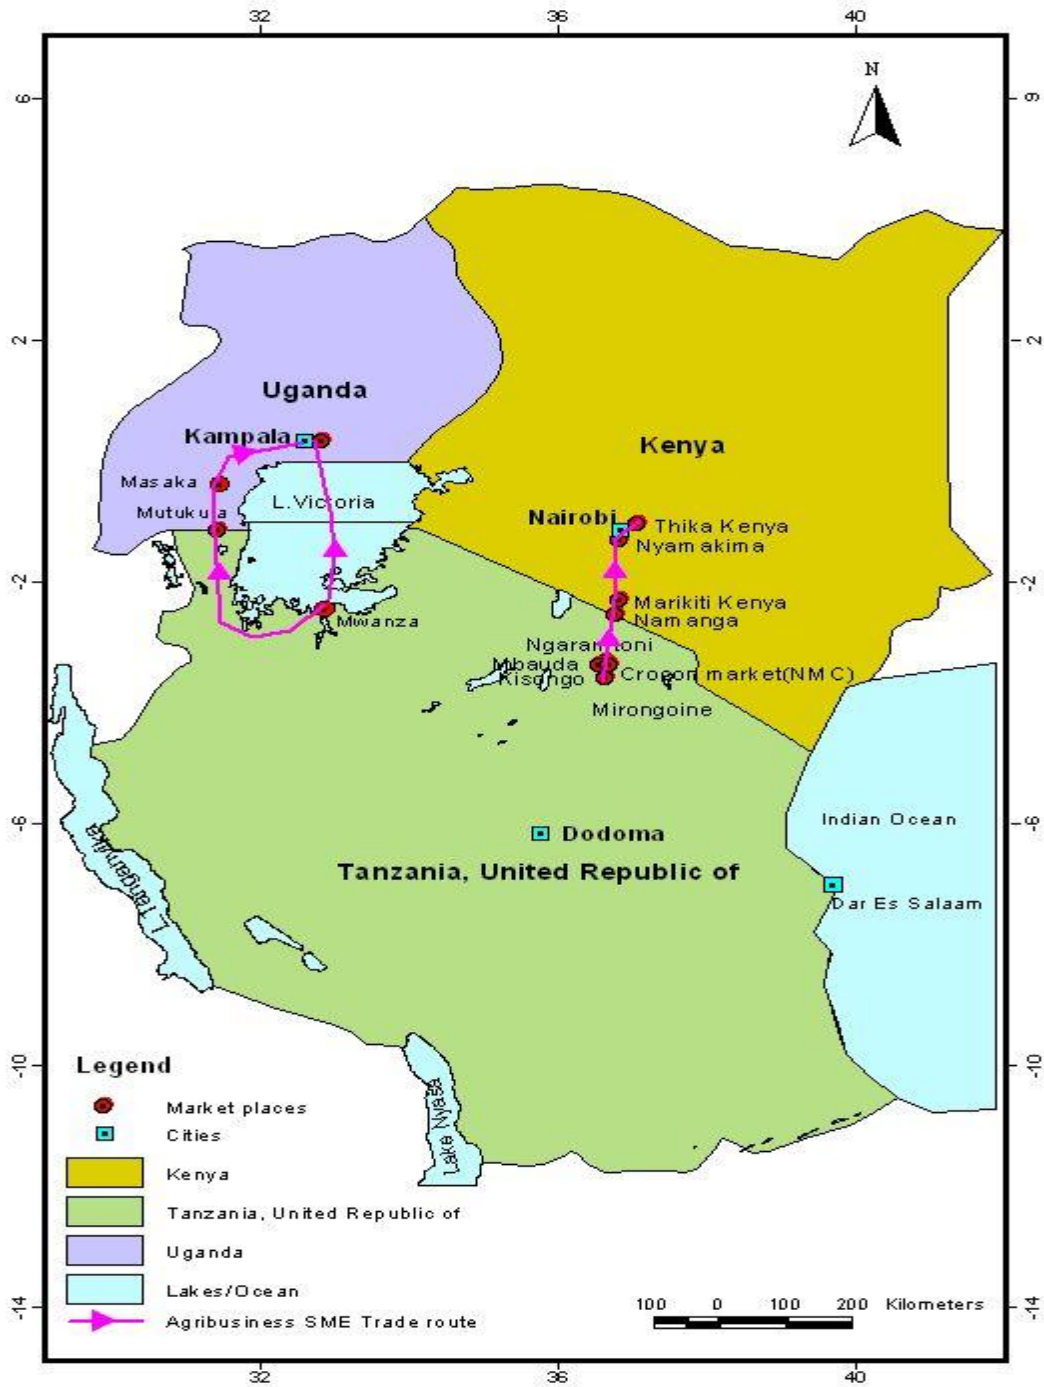 32 36 40
N
6 6
Uganda
2 2
Kampala
Kenya
Masaka
L.Victoria
Mutukula
Nairobi
Thika Kenya
Nyamakima
-2 -2
Marikiti Kenya
Mwanza
Namanga
Ngaramtoni
Mbauda
Crocon market(NMC)
Kisongo
Mirongoine
Indian Ocean
-6 -6
Dodoma
L.Tanganyika
Tanzania, United Republic of
Dar Es Salaam
-10 -10
Lake Nyasa
Legend
Market places
Cities
Kenya
Tanzania, United Republic of
Uganda
Lakes/Ocean
Agribusiness SME Trade route
100 0 100 200 Kilometers
-14 -14
32 36 40